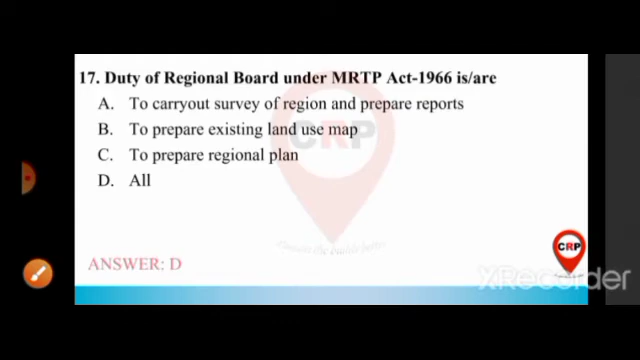 17. Duty of Regional Board under MRTP Act-1966 is/are
A. To carryout survey of region and prepare reports
B. To prepare existing land use map
C. To prepare regional plan
D. All
CRP
ANSWER: D
CRP
XRecorder